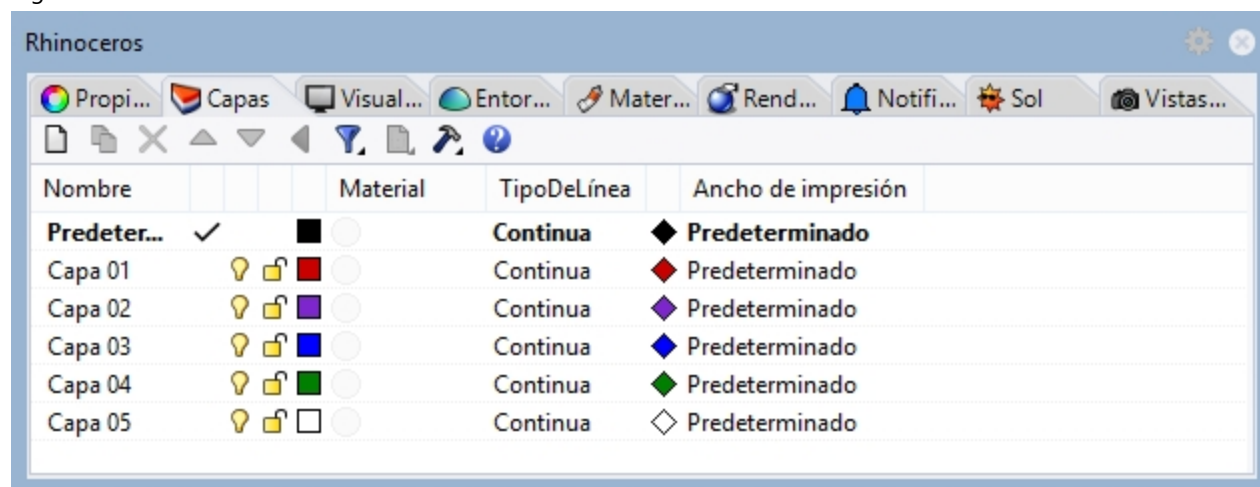 Rhinoceros
Propi... Capas Visual... Entor... Mater... Rend... Notifi... Sol Vistas...
Nombre Material TipoDeLínea Ancho de impresión
Predeter... Continua Predeterminado
Capa 01 Continua Predeterminado
Capa 02 Continua Predeterminado
Capa 03 Continua Predeterminado
Capa 04 Continua Predeterminado
Capa 05 Continua Predeterminado